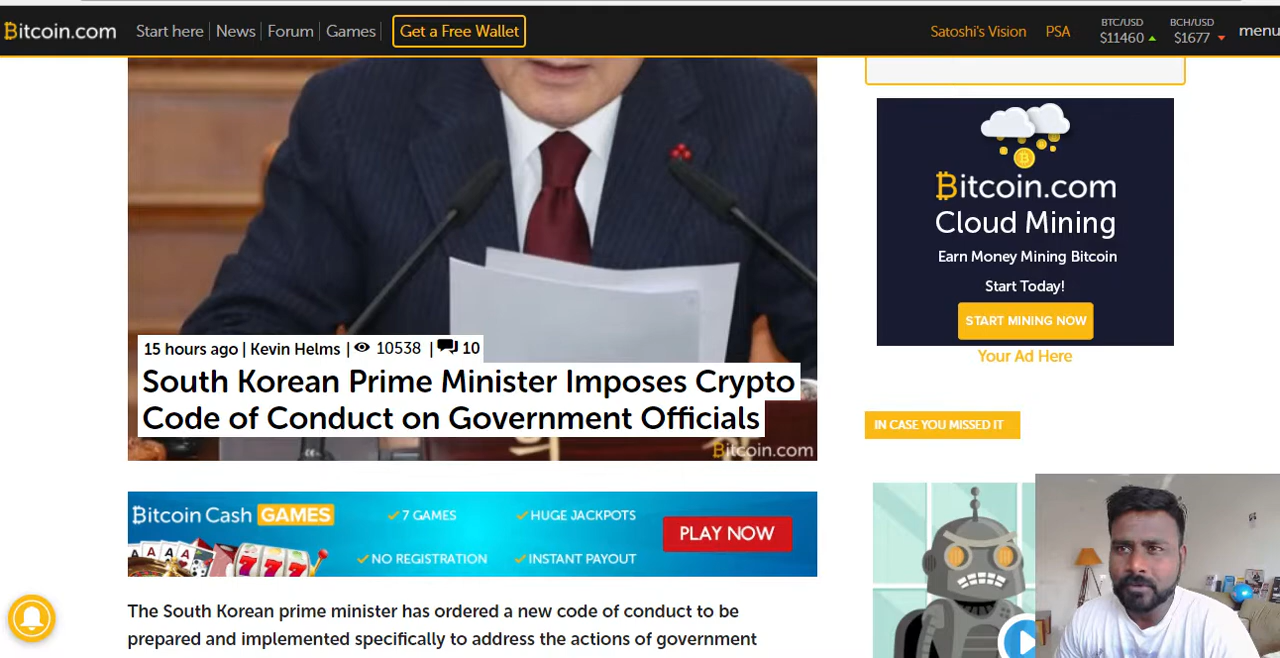 Bitcoin.com
Start here
News
Forum
Games
Get a Free Wallet
Satoshi's Vision
PSA
BTC/USD
$11460
BCH/USD
$1677
menu
Bitcoin.com
Cloud Mining
Earn Money Mining Bitcoin
Start Today!
START MINING NOW
Your Ad Here
15 hours ago | Kevin Helms | 10538 | 10
South Korean Prime Minister Imposes Crypto
Code of Conduct on Government Officials
Bitcoin.com
IN CASE YOU MISSED IT
Bitcoin Cash GAMES
7 GAMES
HUGE JACKPOTS
NO REGISTRATION
INSTANT PAYOUT
PLAY NOW
The South Korean prime minister has ordered a new code of conduct to be
prepared and implemented specifically to address the actions of government